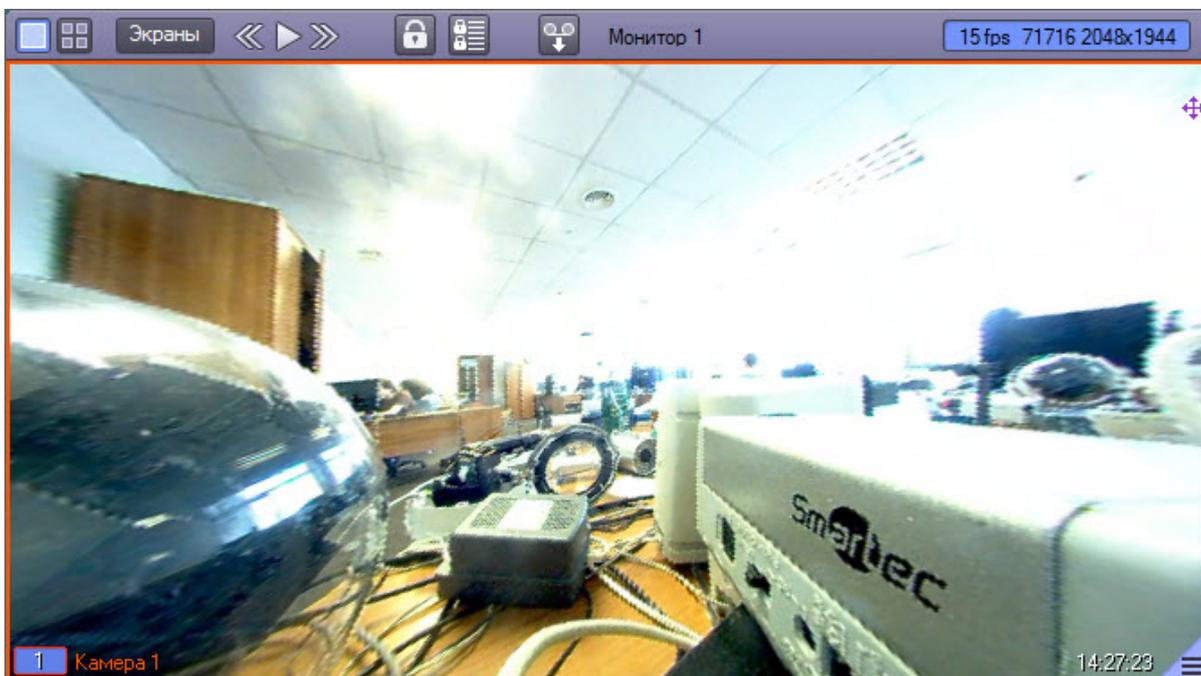 Экраны
Монитор 1
15 fps 71716 2048x1944
Smartec
1 Камера 1
14:27:23